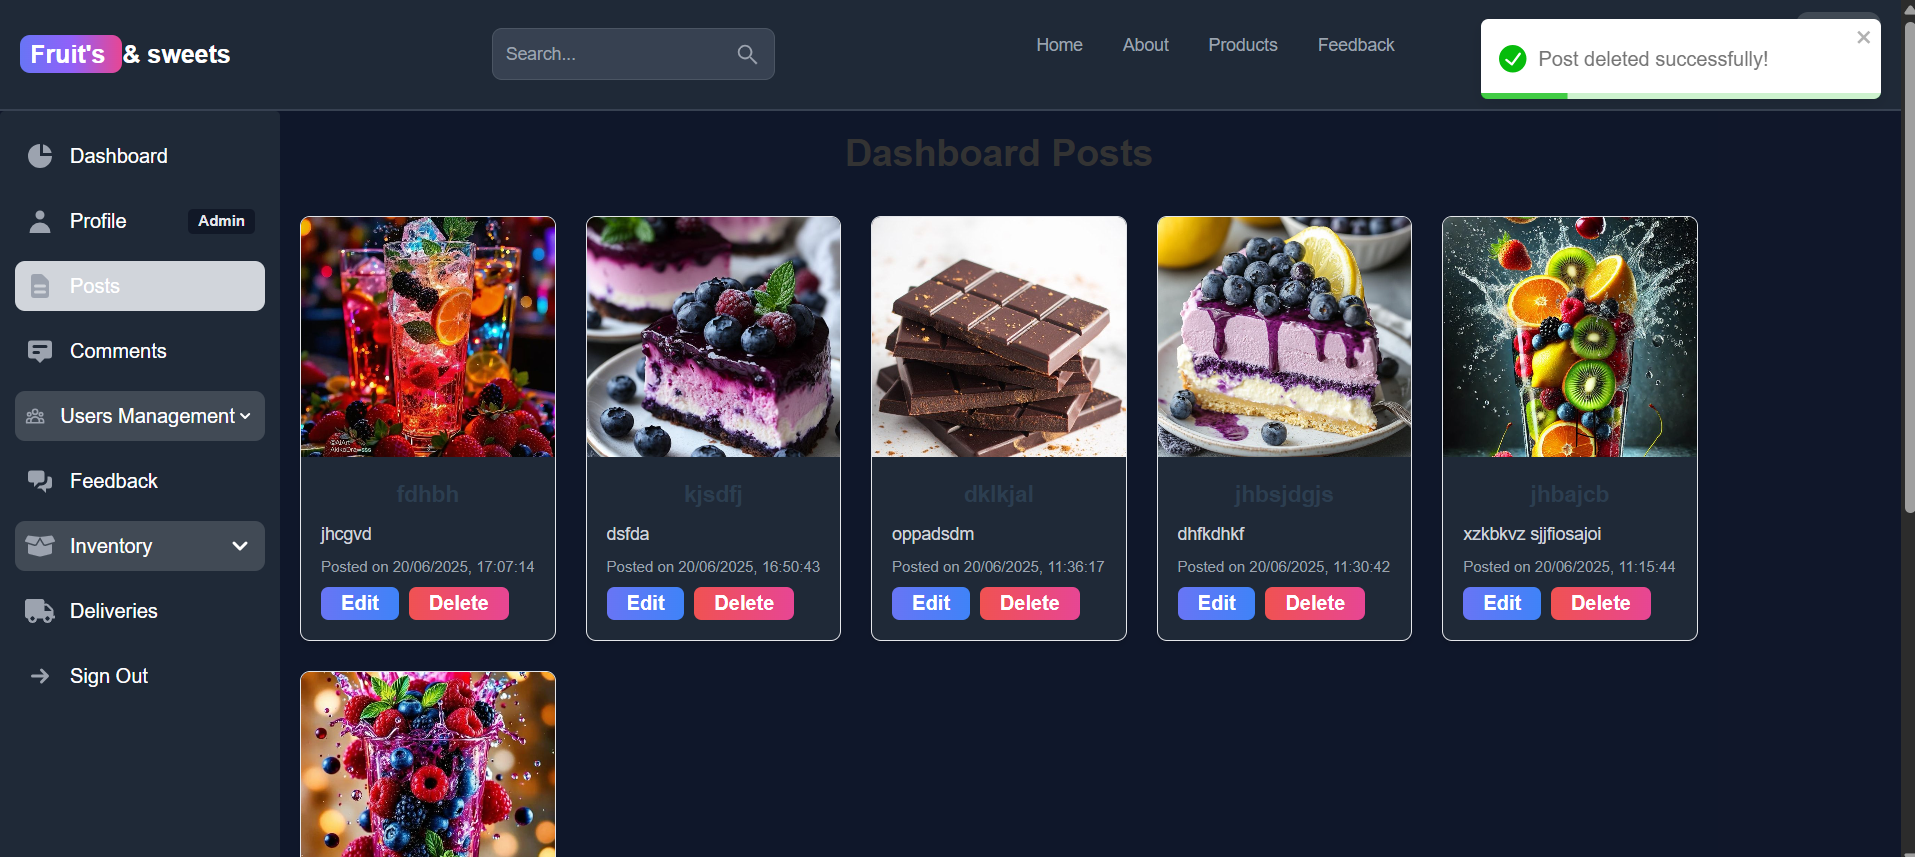 Fruit's & sweets
Search...
Home About Products Feedback
Post deleted successfully!
Dashboard
Profile Admin
Posts
Comments
Users Management
Feedback
Inventory
Deliveries
Sign Out
Dashboard Posts
fdhbh
jhcgvd
Posted on 20/06/2025, 17:07:14
Edit Delete
kjsdfj
dsfda
Posted on 20/06/2025, 16:50:43
Edit Delete
dklkjal
oppadsdm
Posted on 20/06/2025, 11:36:17
Edit Delete
jhbsjdgjs
dhfkdhkf
Posted on 20/06/2025, 11:30:42
Edit Delete
jhbajcb
xzkbkvz sjjfiosajoi
Posted on 20/06/2025, 11:15:44
Edit Delete